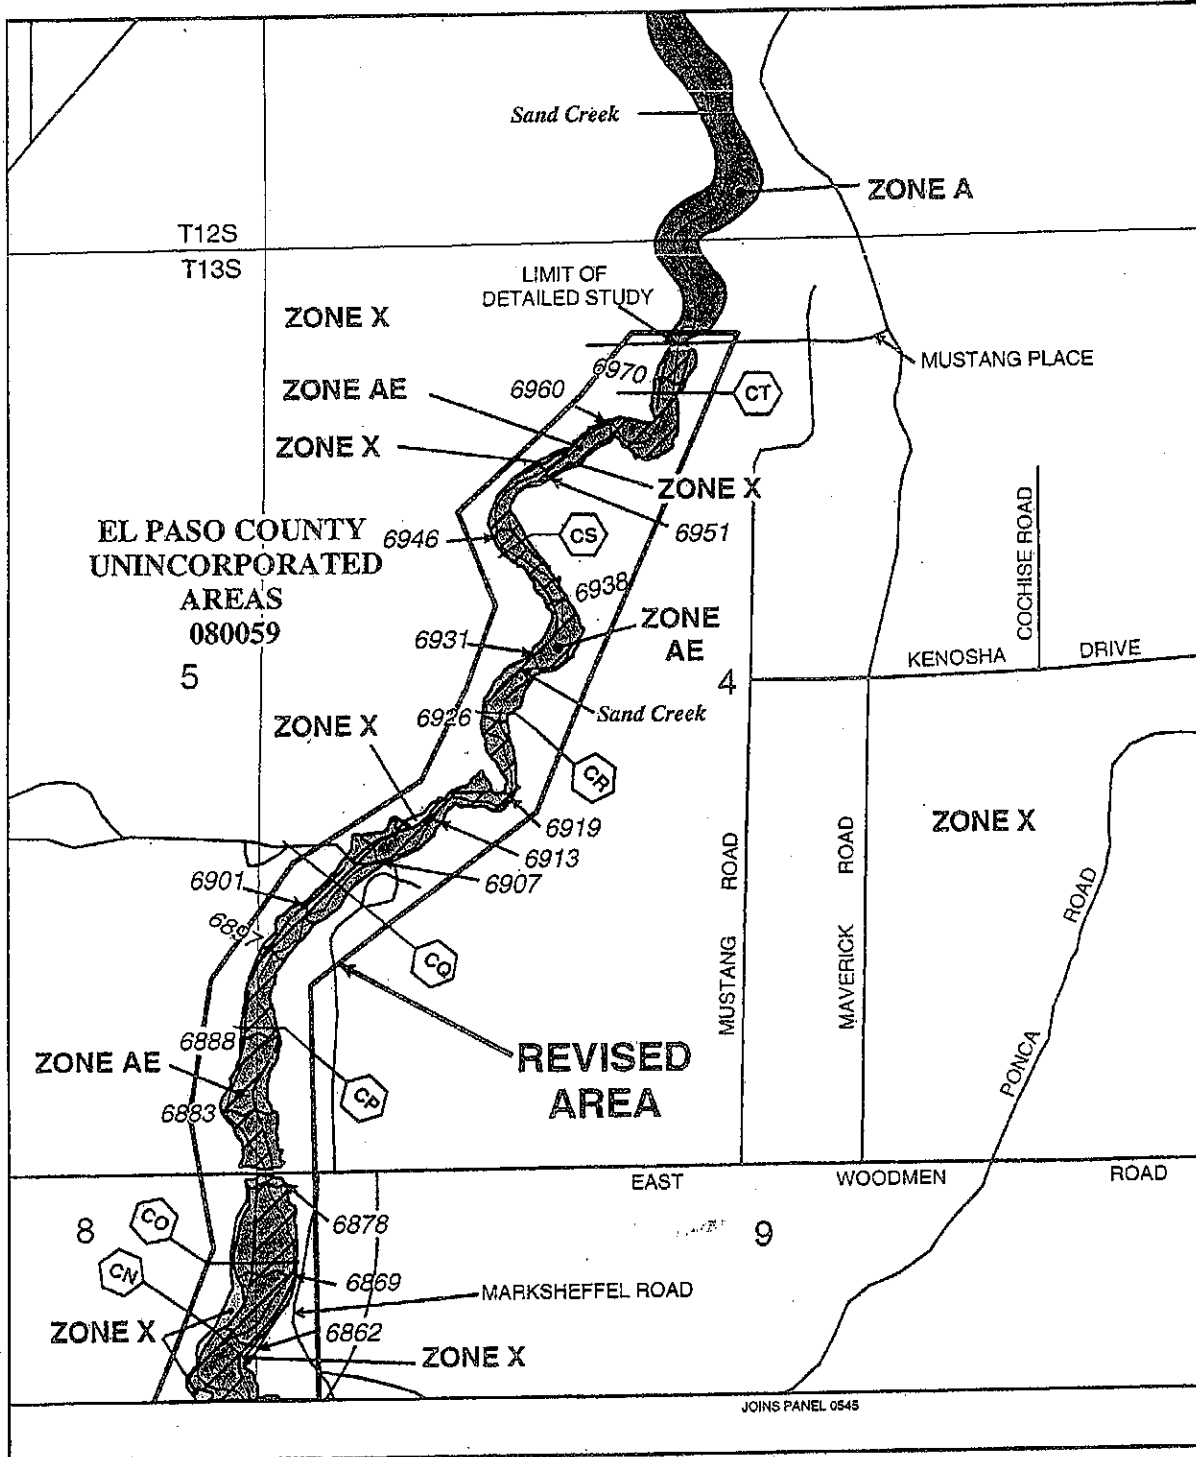 Sand Creek
ZONE A
T12S
T13S
LIMIT OF
DETAILED STUDY
ZONE X
MUSTANG PLACE
6970
6960
ZONE AE
CT
ZONE X
ZONE X
EL PASO COUNTY
UNINCORPORATED
AREAS
080059
6946
CS
6951
COCHISE ROAD
6938
ZONE
AE
6931
KENOSHA
DRIVE
5
4
6926
Sand Creek
ZONE X
CR
6919
6913
ZONE X
MUSTANG ROAD
MAVERICK ROAD
6907
6901
6897
CQ
PONCA ROAD
6888
REVISED
AREA
ZONE AE
CP
6883
EAST
WOODMEN
ROAD
8
CO
6878
9
CN
6869
MARKSHEFFEL ROAD
6862
ZONE X
ZONE X
JOINS PANEL 0545